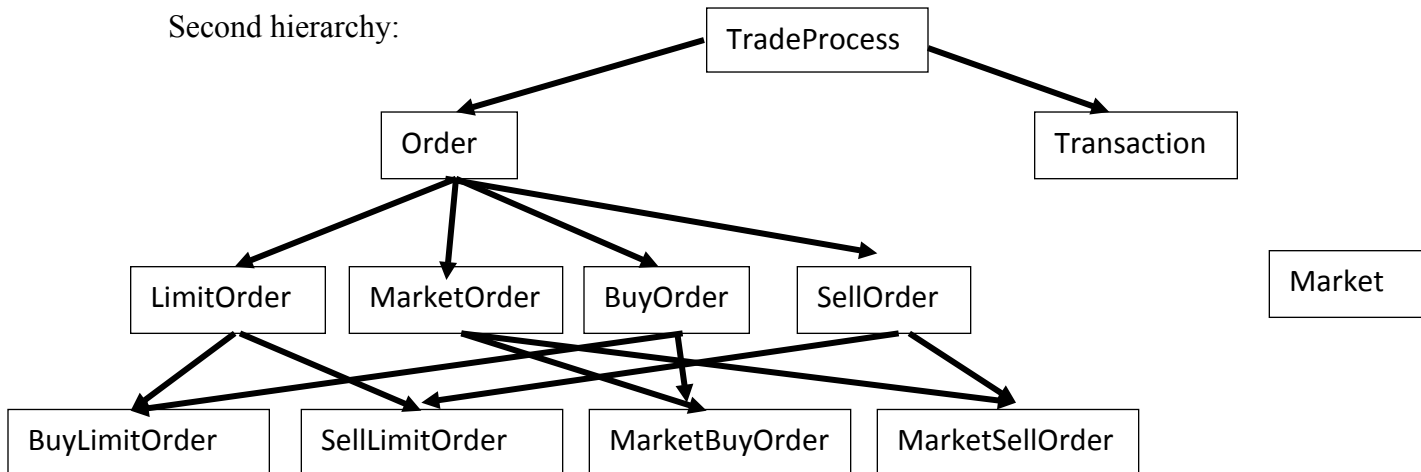 Second hierarchy:
TradeProcess
Order
Transaction
LimitOrder
MarketOrder
BuyOrder
SellOrder
Market
BuyLimitOrder
SellLimitOrder
MarketBuyOrder
MarketSellOrder